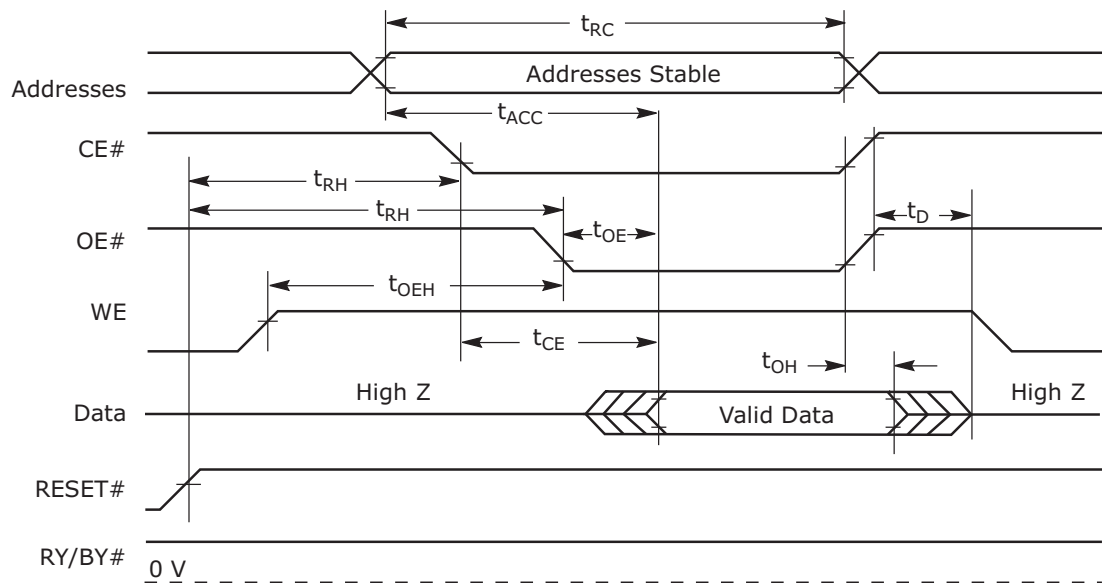 tRC
Addresses Stable
Addresses
tACC
CE#
tRH
tRH
tD
tOE
OE#
tOEH
WE
tCE
tOH
High Z
High Z
Data
Valid Data
RESET#
RY/BY#
0 V